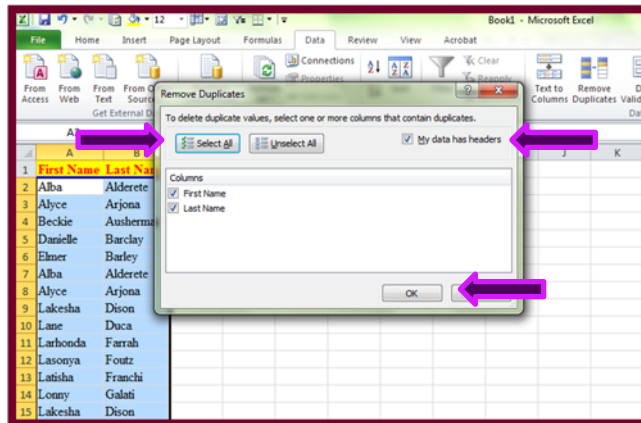 12
Book1 - Microsoft Excel
File Home Insert Page Layout Formulas Data Review View Acrobat
From Access
From Web
From Text
Get External
Connections
Properties
Clear
Reapply
Text to Columns
Remove Duplicates
Remove Duplicates
To delete duplicate values, select one or more columns that contain duplicates.
Select All
Unselect All
My data has headers
Columns
First Name
Last Name
OK
A B J K
1 First Name Last
2 Alba Alderete
3 Alyce Arjona
4 Beckie
5 Danielle Barclay
6 Elmer Barley
7 Alba Alderete
8 Alyce Arjona
9 Lakesha Dison
10 Lane Duca
11 Larhonda Farrah
12 Lasonya Foutz
13 Latisha Franchi
14 Lonny Galati
15 Lakesha Dison